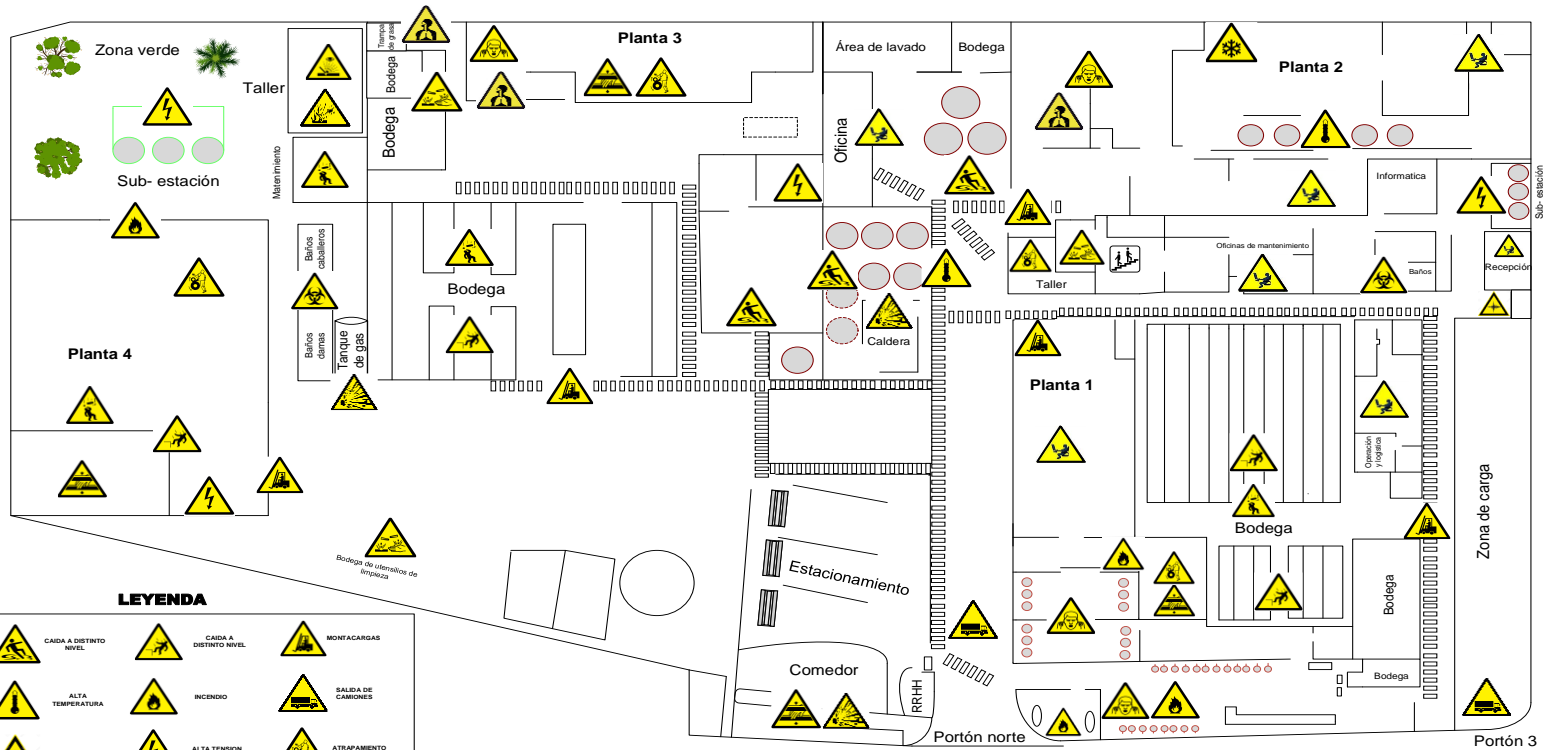 Zona verde
Sub- estación
Taller
Trampa
de grasa
Bodega
Bodega
Matenimiento
Planta 3
Área de lavado
Bodega
Oficina
Planta 2
Informatica
Sub- estación
Oficinas de mantenimiento
Baños
Recepción
Taller
Baños
caballeros
Baños
damas
Tanque
de gas
Bodega
Caldera
Planta 4
Planta 1
Operación
y logistica
Bodega
Zona de carga
Bodega
Bodega
Bodega de utensilios de
limpieza
Estacionamiento
Comedor
RRHH
Portón norte
Portón 3
LEYENDA
CAIDA A DISTINTO
NIVEL
CAIDA A
DISTINTO NIVEL
MONTACARGAS
ALTA
TEMPERATURA
INCENDIO
SALIDA DE
CAMIONES
ALTA TENSION
ATRAPAMIENTO